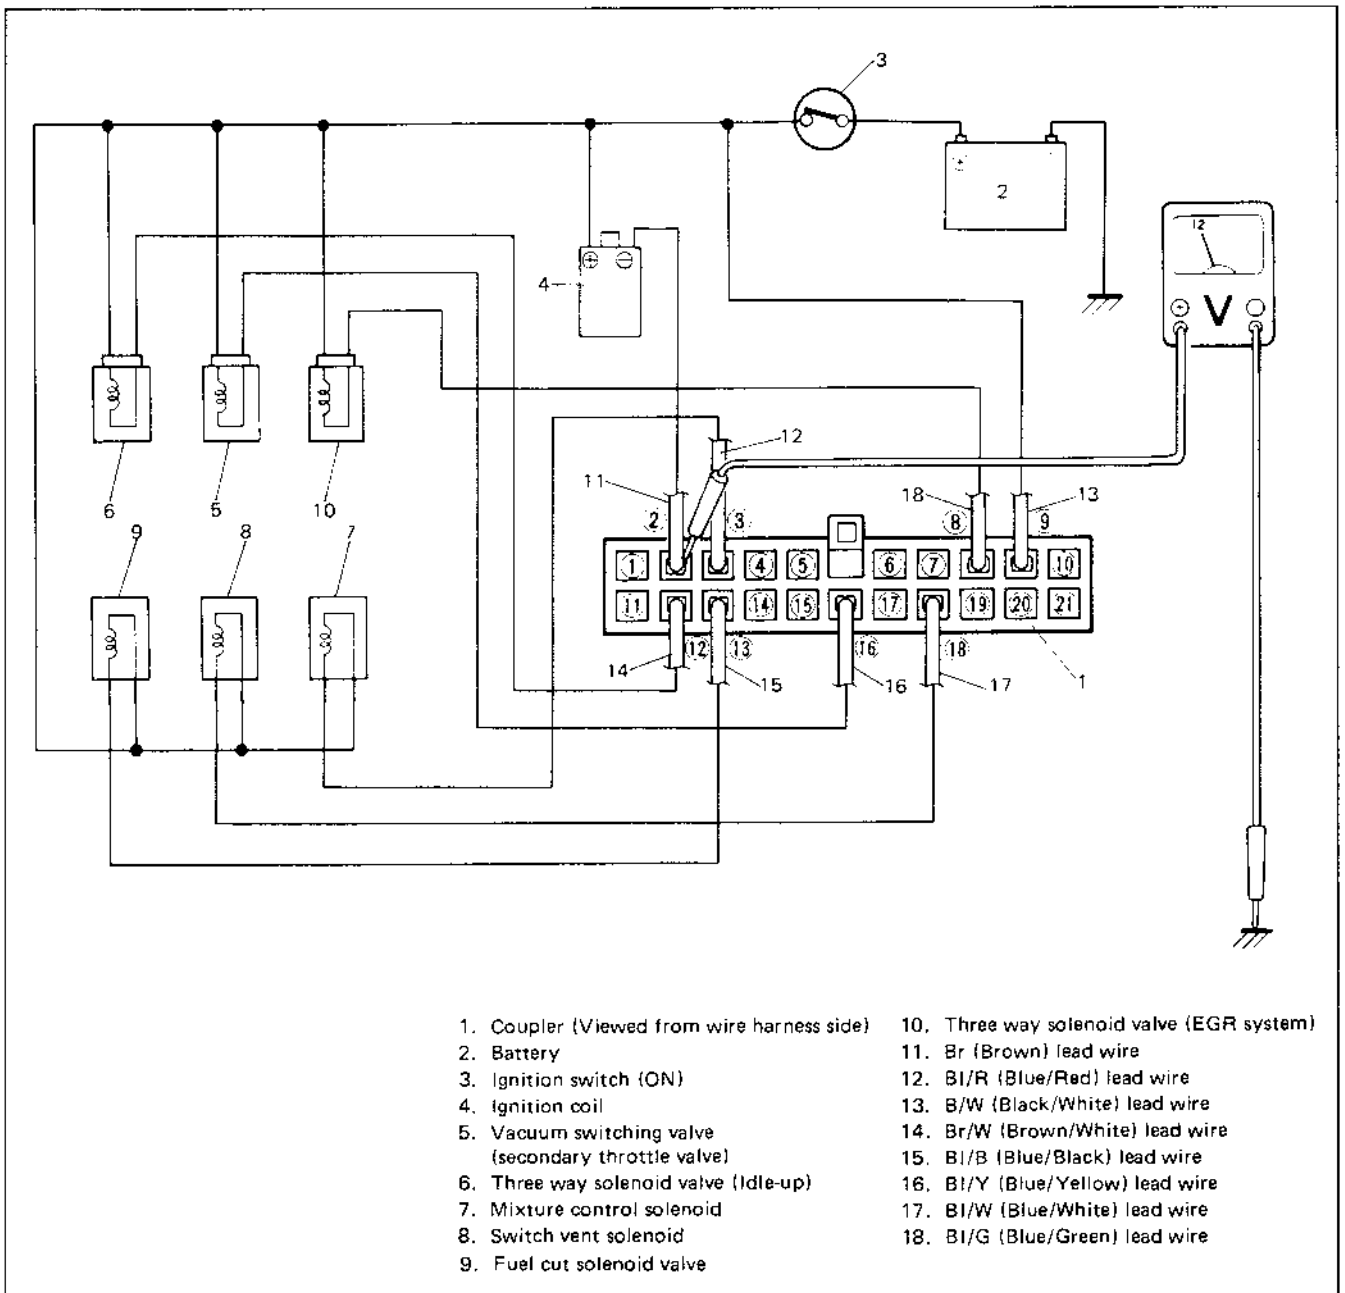 3
2
12
V
4
6
5
10
12
11
18
13
2
3
8
9
1
4
5
6
7
10
9
8
7
11
14
15
17
19
20
21
12
13
16
18
14
15
16
17
1
1. Coupler (Viewed from wire harness side)
2. Battery
3. Ignition switch (ON)
4. Ignition coil
5. Vacuum switching valve
(secondary throttle valve)
6. Three way solenoid valve (Idle-up)
7. Mixture control solenoid
8. Switch vent solenoid
9. Fuel cut solenoid valve
10. Three way solenoid valve (EGR system)
11. Br (Brown) lead wire
12. Bl/R (Blue/Red) lead wire
13. B/W (Black/White) lead wire
14. Br/W (Brown/White) lead wire
15. Bl/B (Blue/Black) lead wire
16. Bl/Y (Blue/Yellow) lead wire
17. Bl/W (Blue/White) lead wire
18. Bl/G (Blue/Green) lead wire